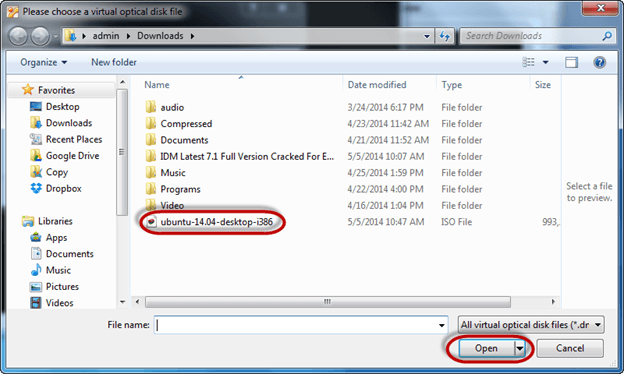 Please choose a virtual optical disk file
admin Downloads Search Downloads
Organize New folder
Favorites
Desktop
Downloads
Recent Places
Google Drive
Copy
Dropbox
Libraries
Apps
Documents
Music
Pictures
Videos
Name Date modified Type Size
audio 3/24/2014 6:17 PM File folder
Compressed 4/23/2014 11:42 AM File folder
Documents 4/21/2014 11:52 AM File folder
IDM Latest 7.1 Full Version Cracked For E... 5/5/2014 10:07 AM File folder
Music 4/25/2014 1:59 PM File folder
Programs 4/22/2014 4:00 PM File folder
Video 4/16/2014 1:04 PM File folder
ubuntu-14.04-desktop-i386 5/5/2014 10:47 AM ISO File 993,
Select a file
to preview.
File name: All virtual optical disk files (*.dr
Open Cancel